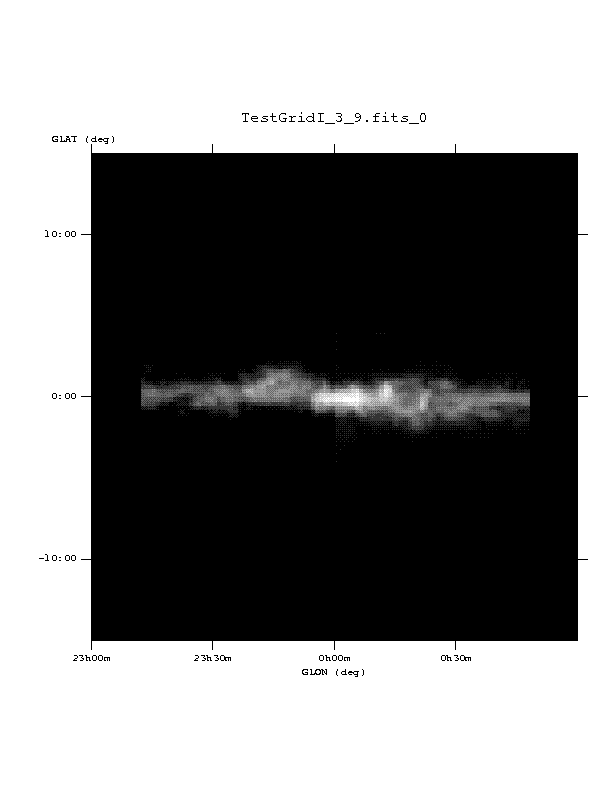 TestGridI_3_9.fits_0
GLAT (deg)
10:00
0:00
-10:00
23h00m 23h30m 0h00m 0h30m
GLON (deg)